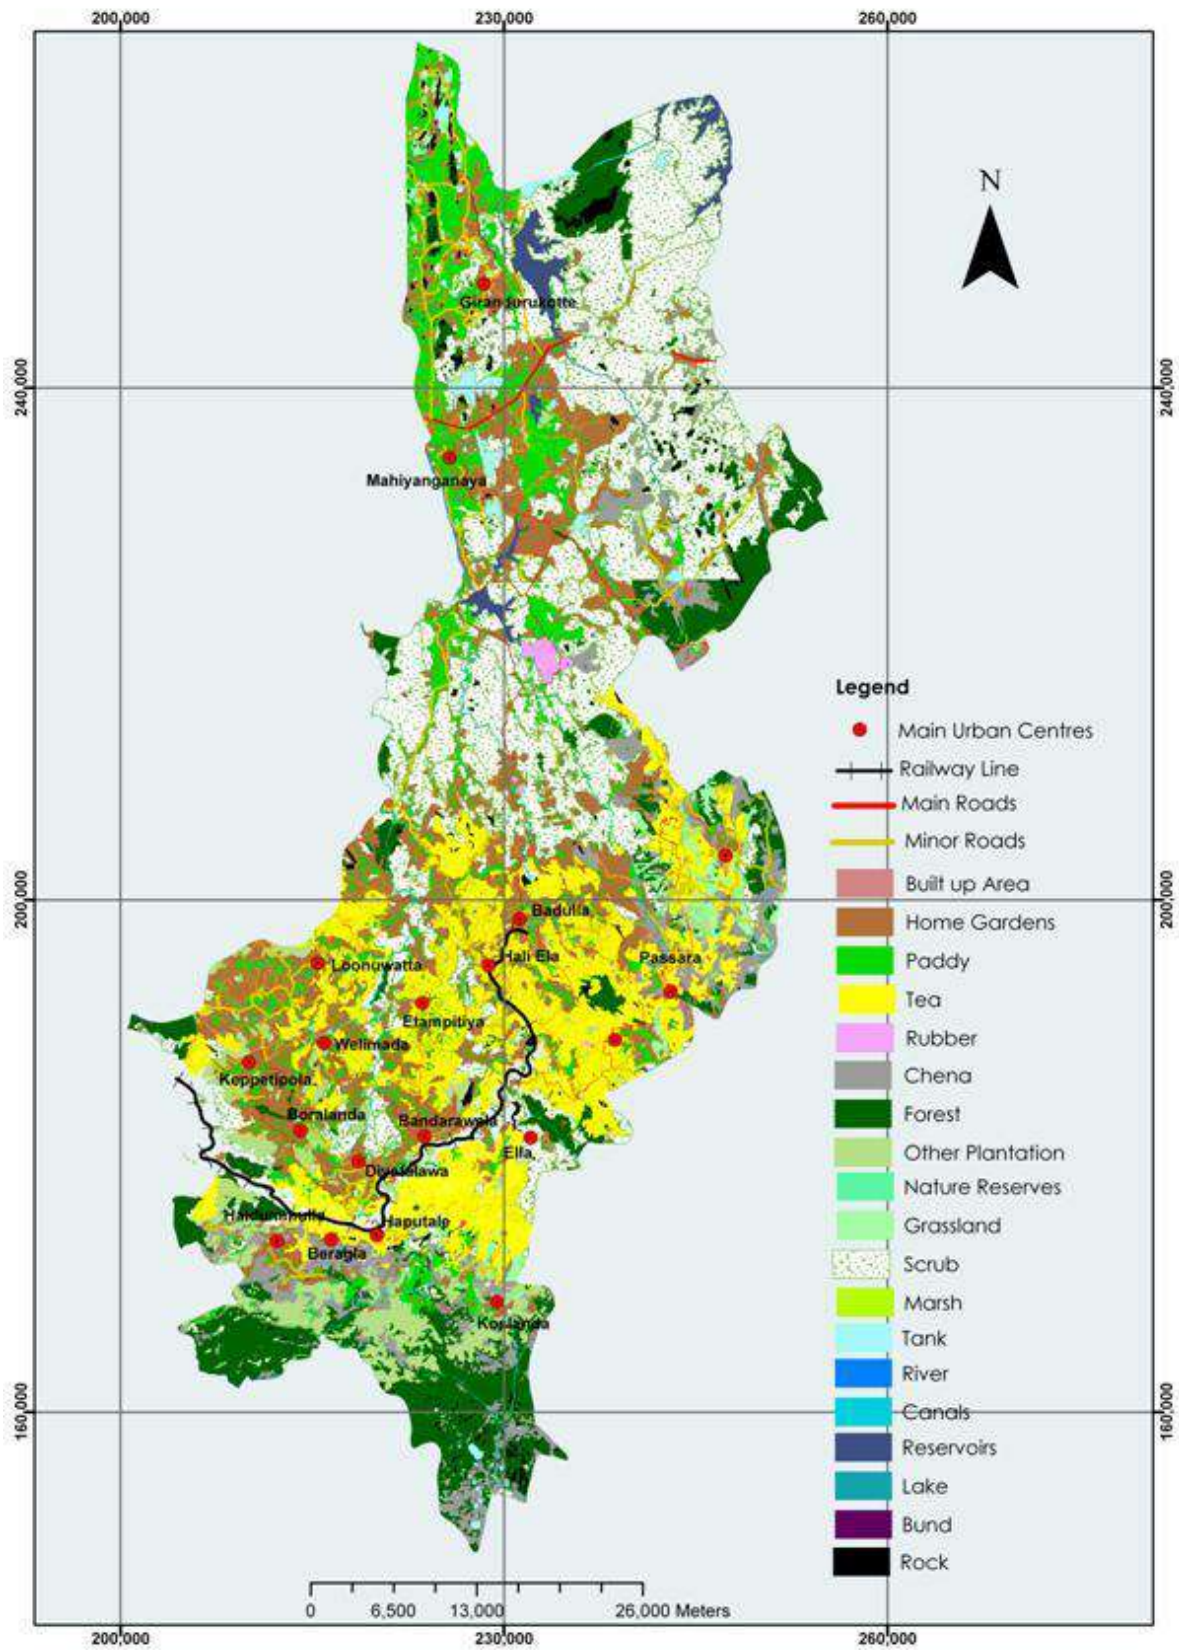 200,000
230,000
260,000
N
Girandurukotte
240,000
240,000
Mahiyanganaya
Legend
Main Urban Centres
Railway Line
Main Roads
Minor Roads
Built up Area
Home Gardens
Paddy
Tea
Rubber
Chena
Forest
Other Plantation
Nature Reserves
Grassland
Scrub
Marsh
Tank
River
Canals
Reservoirs
Lake
Bund
Rock
200,000
200,000
Badulla
Hali Ela
Passara
Loonuwatta
Etampitiya
Welimada
Keppetipola
Boralanda
Bandarawela
Ella
Diyatalawa
Haldummulla
Haputale
Beragla
Koslanda
160,000
160,000
0
6,500
13,000
26,000 Meters
200,000
230,000
260,000